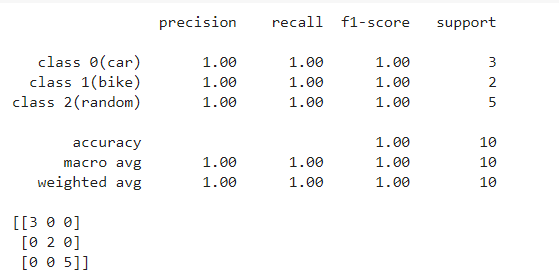 precision recall f1-score support
class 0(car) 1.00 1.00 1.00 3
class 1(bike) 1.00 1.00 1.00 2
class 2(random) 1.00 1.00 1.00 5
accuracy 1.00 10
macro avg 1.00 1.00 1.00 10
weighted avg 1.00 1.00 1.00 10
[[3 0 0]
[0 2 0]
[0 0 5]]